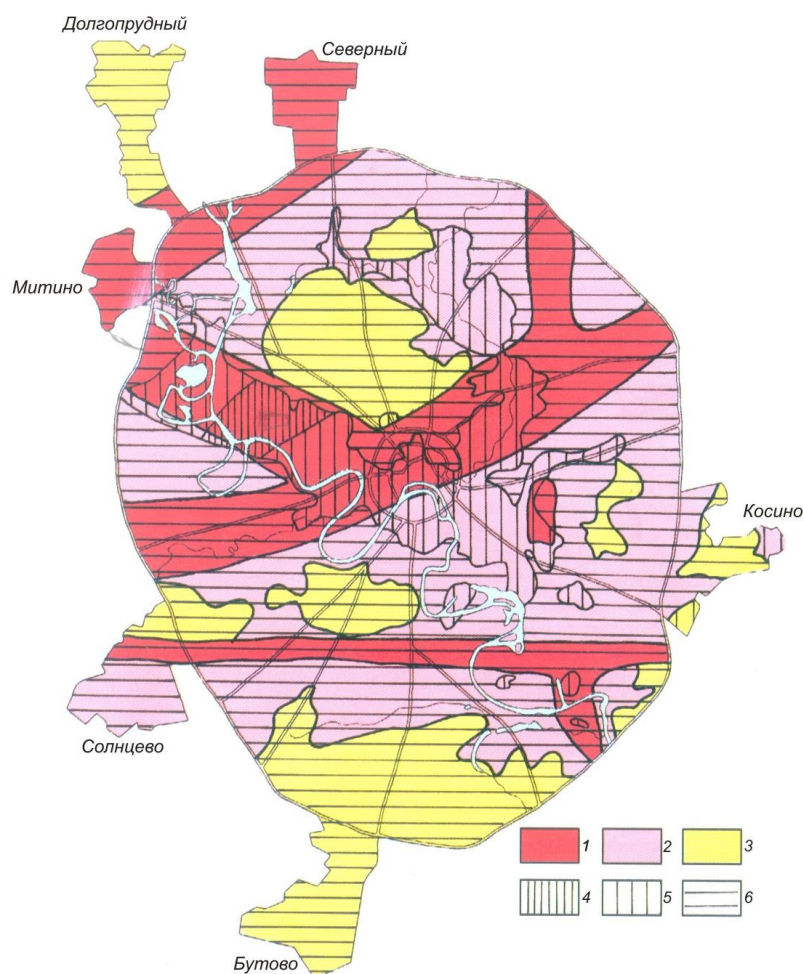 Долгопрудный
Северный
Митино
Косино
Солнцево
Бутово
1 2 3
4 5 6